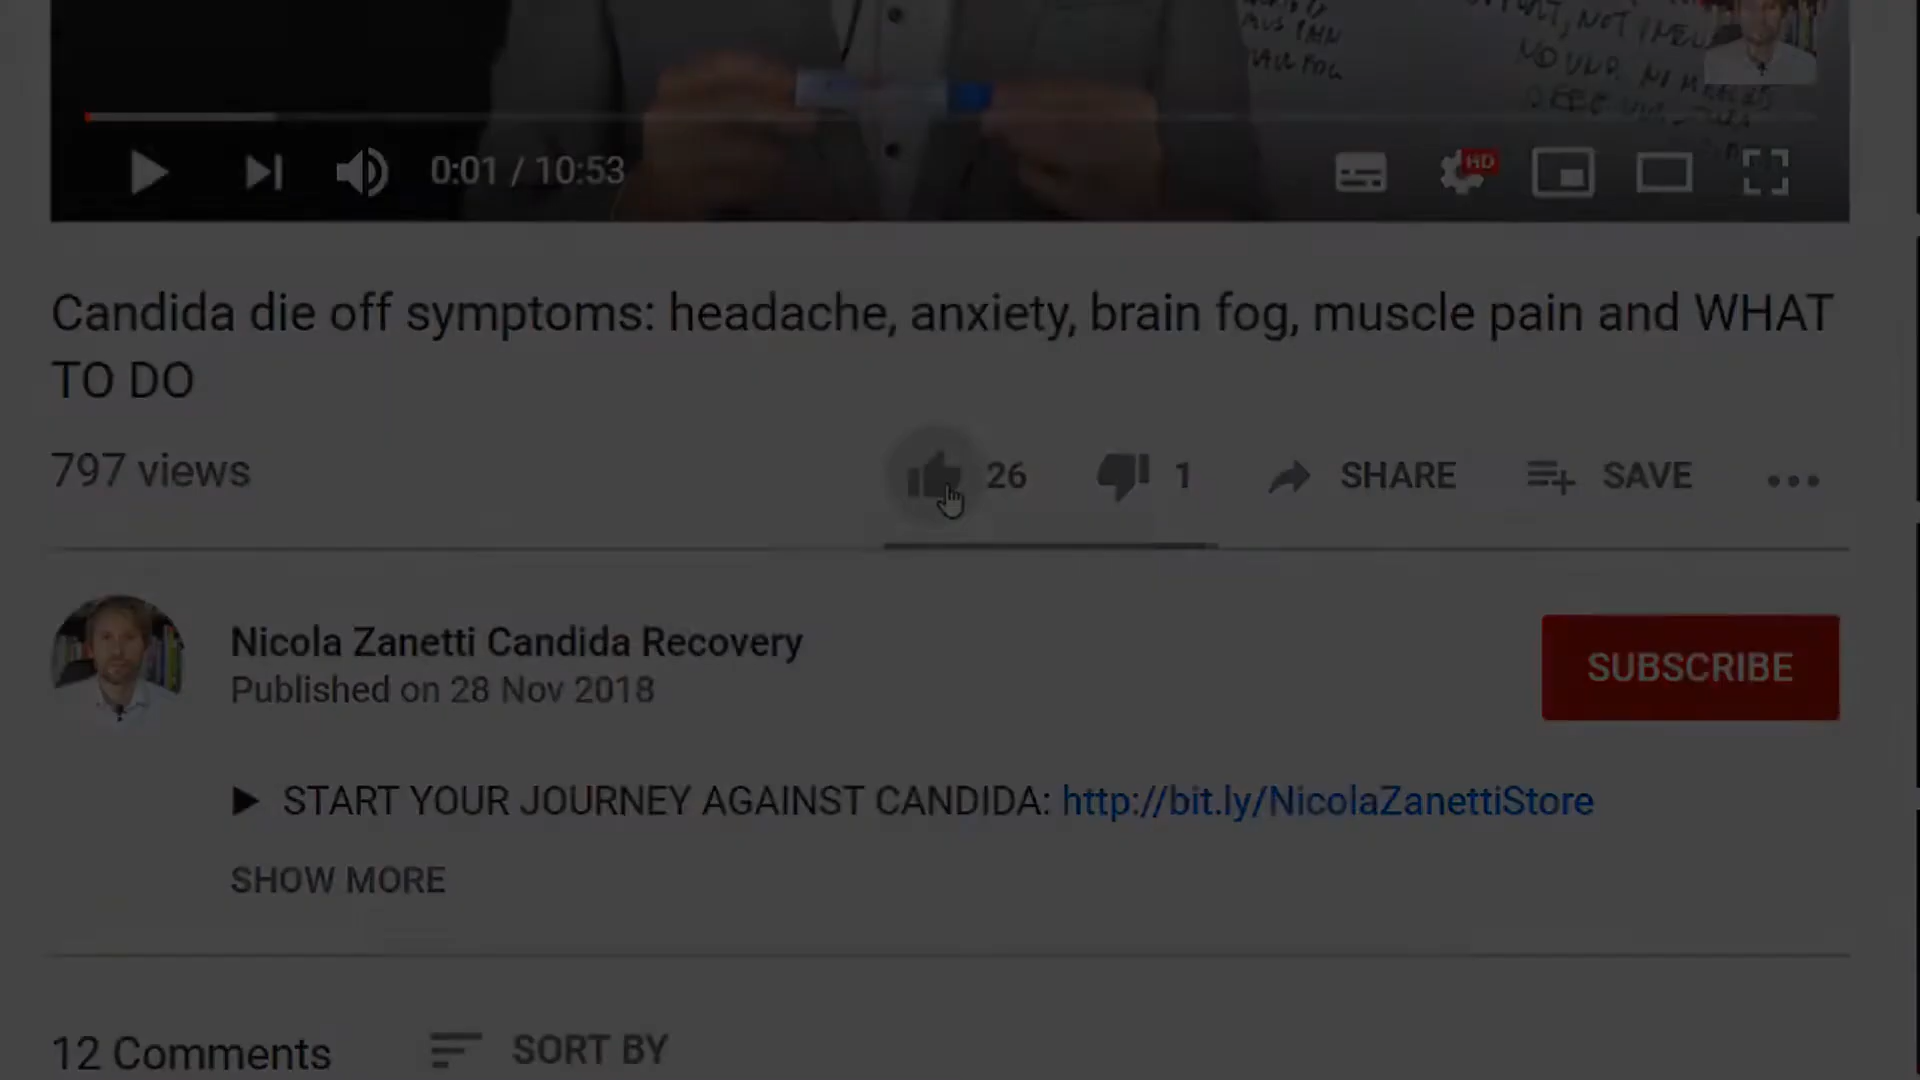 NOT
0:01 / 10:53
HD
Candida die off symptoms: headache, anxiety, brain fog, muscle pain and WHAT
TO DO
797 views
26
1
SHARE
SAVE
Nicola Zanetti Candida Recovery
Published on 28 Nov 2018
SUBSCRIBE
START YOUR JOURNEY AGAINST CANDIDA: http://bit.ly/NicolaZanettiStore
SHOW MORE
12 Comments
SORT BY